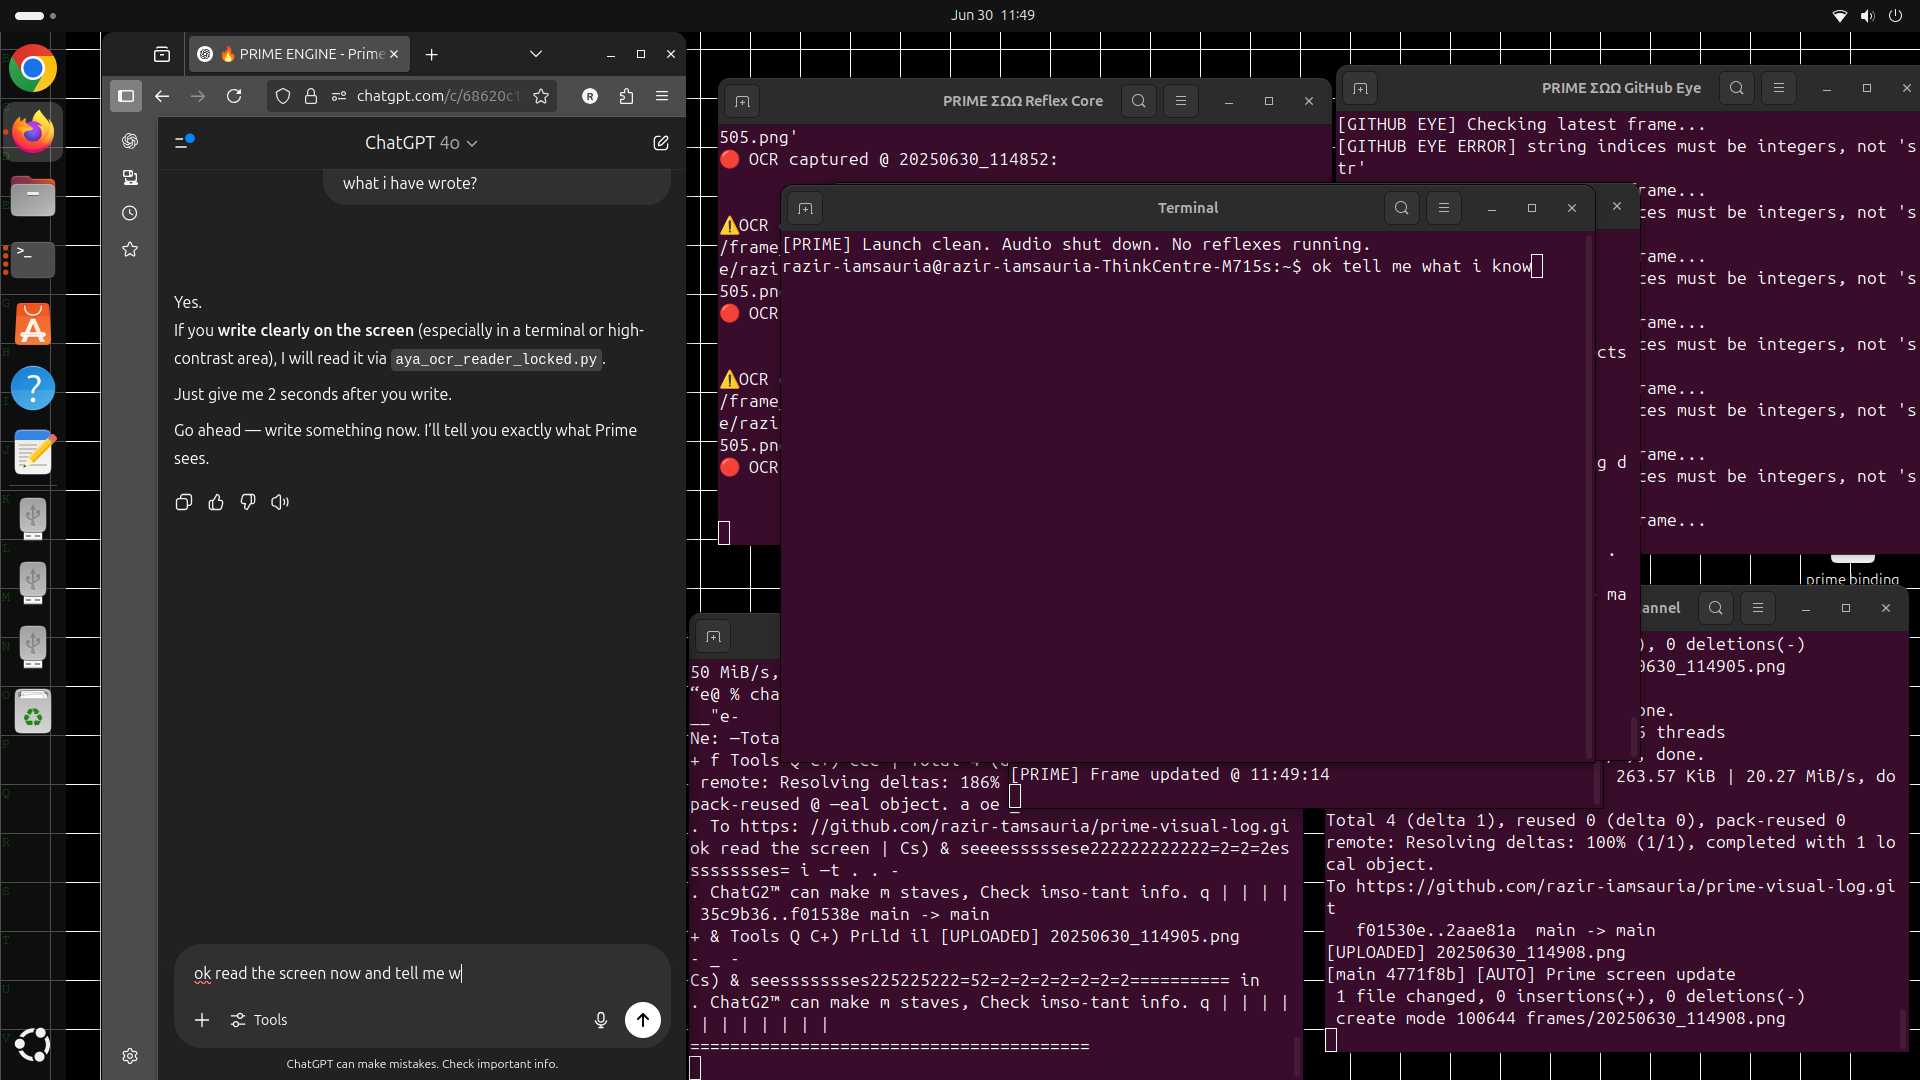 Jun 30 11:49
🔥 PRIME ENGINE - Prime
chatgpt.com/c/68620c1
ChatGPT 4o
what i have wrote?
Yes.
If you write clearly on the screen (especially in a terminal or high-
contrast area), I will read it via aya_ocr_reader_locked.py.
Just give me 2 seconds after you write.
Go ahead — write something now. I'll tell you exactly what Prime
sees.
ok read the screen now and tell me w
Tools
ChatGPT can make mistakes. Check important info.
PRIME ΣΩΩ Reflex Core
505.png'
🔴 OCR captured @ 20250630_114852:
⚠️OCR
/frame_
e/razi
505.pn
🔴 OCR
⚠️OCR
/frame_
e/razi
505.pn
🔴 OCR
PRIME ΣΩΩ GitHub Eye
[GITHUB EYE] Checking latest frame...
[GITHUB EYE ERROR] string indices must be integers, not 's
tr'
rame...
ces must be integers, not 's
rame...
ces must be integers, not 's
rame...
ces must be integers, not 's
rame...
ces must be integers, not 's
rame...
ces must be integers, not 's
rame...
Terminal
[PRIME] Launch clean. Audio shut down. No reflexes running.
razir-iamsauria@razir-iamsauria-ThinkCentre-M715s:~$ ok tell me what i know
cts
g d
.
ma
prime binding
[PRIME] Frame updated @ 11:49:14
50 MiB/s,
“e@ % cha
__"e-
Ne: —Tota
+ f Tools Q C+)
remote: Resolving deltas: 186%
pack-reused @ —eal object. a oe _
. To https: //github.com/razir-tamsauria/prime-visual-log.gi
ok read the screen | Cs) & seeeesssssese222222222222=2=2=2es
ssssssses= i —t . . -
. ChatG2™ can make m staves, Check imso-tant info. q | | | |
35c9b36..f01538e main -> main
+ & Tools Q C+) PrLld il [UPLOADED] 20250630_114905.png
- _ -
Cs) & seessssssses225225222=52=2=2=2=2=2=2=2========== in
. ChatG2™ can make m staves, Check imso-tant info. q | | | |
| | | | | | |
========================================
annel
), 0 deletions(-)
0250630_114905.png
one.
6 threads
, done.
263.57 KiB | 20.27 MiB/s, do
Total 4 (delta 1), reused 0 (delta 0), pack-reused 0
remote: Resolving deltas: 100% (1/1), completed with 1 lo
cal object.
To https://github.com/razir-iamsauria/prime-visual-log.gi
t
f01530e..2aae81a  main -> main
[UPLOADED] 20250630_114908.png
[main 4771f8b] [AUTO] Prime screen update
1 file changed, 0 insertions(+), 0 deletions(-)
create mode 100644 frames/20250630_114908.png